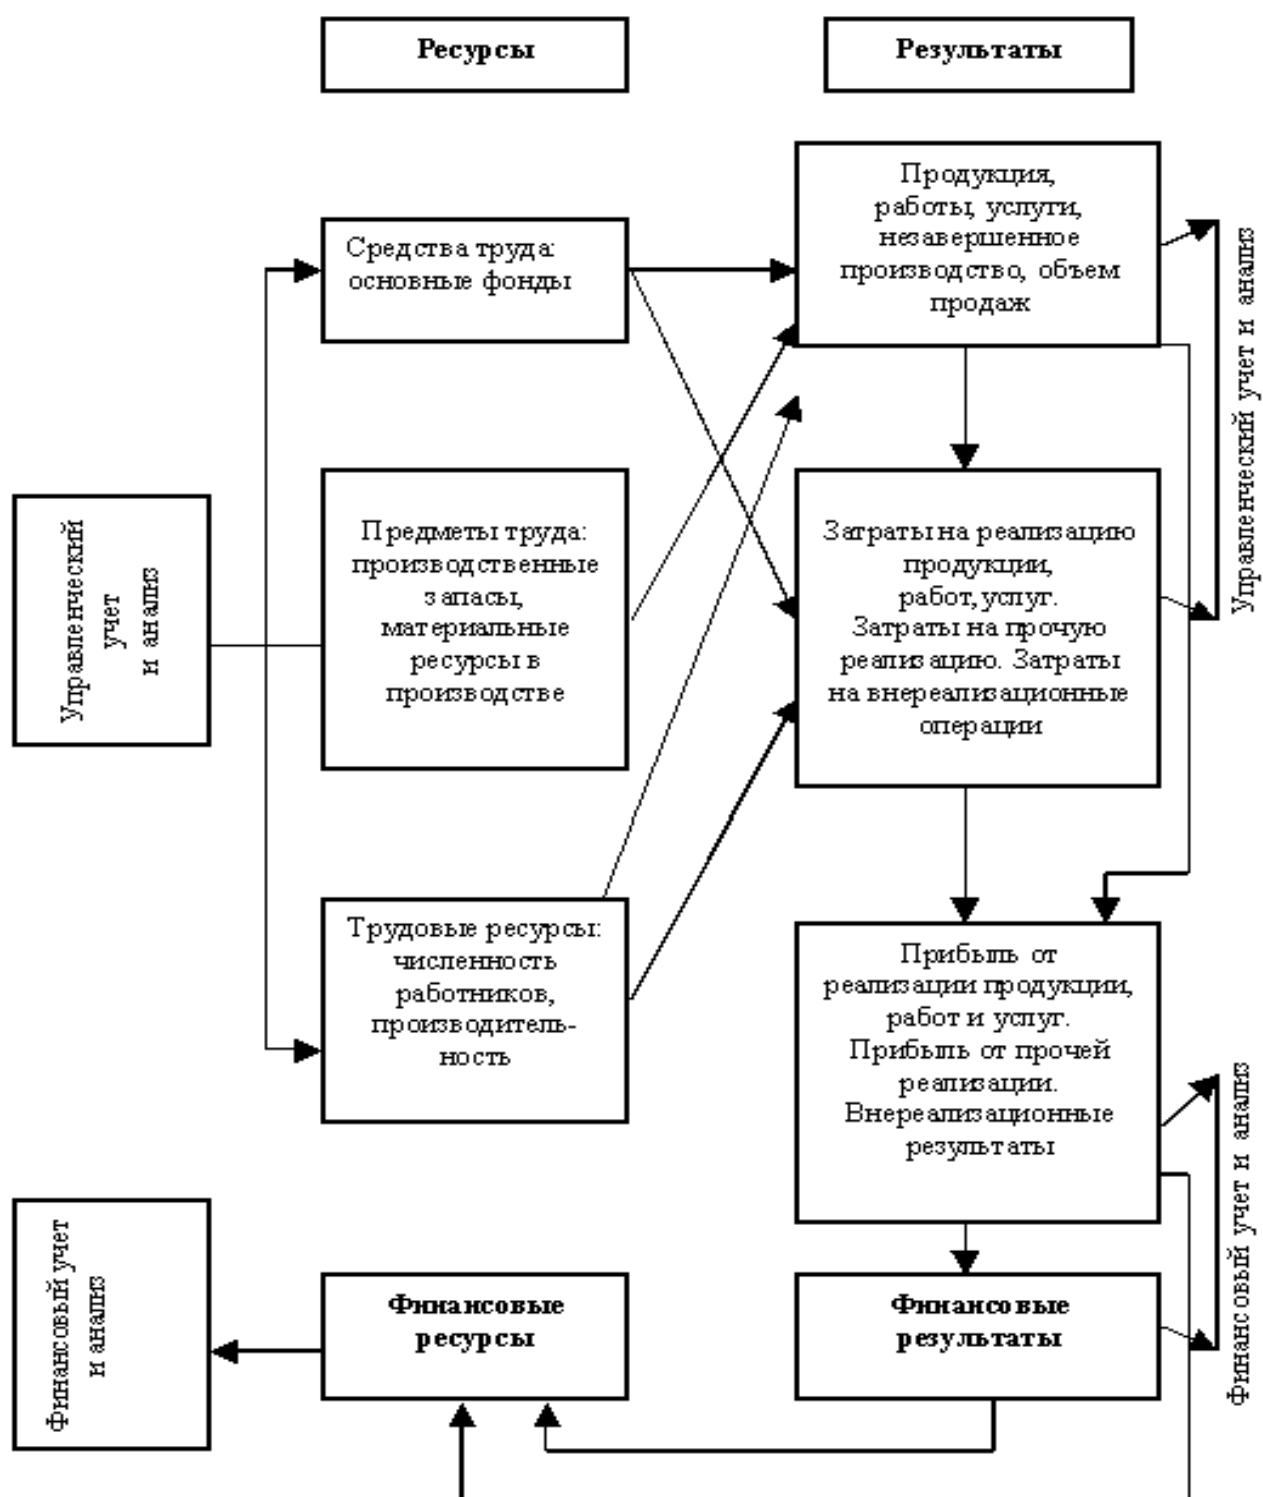 Ресурсы
Результаты
Продукция,
работы, услуги,
незавершенное
производство, объем
продаж
Средства труда:
основные фонды
Управленческий учет и анализ
Управленческий
учет
и анализ
Предметы труда:
производственные
запасы,
материальные
ресурсы в
производстве
Затраты на реализацию
продукции,
работ, услуг.
Затраты на прочую
реализацию. Затраты
на внереализационные
операции
Трудовые ресурсы:
численность
работников,
производитель-
ность
Прибыль от
реализации продукции,
работ и услуг.
Прибыль от прочей
реализации.
Внереализационные
результаты
Финансовый учет и анализ
Финансовый учет
и анализ
Финансовые
ресурсы
Финансовые
результаты